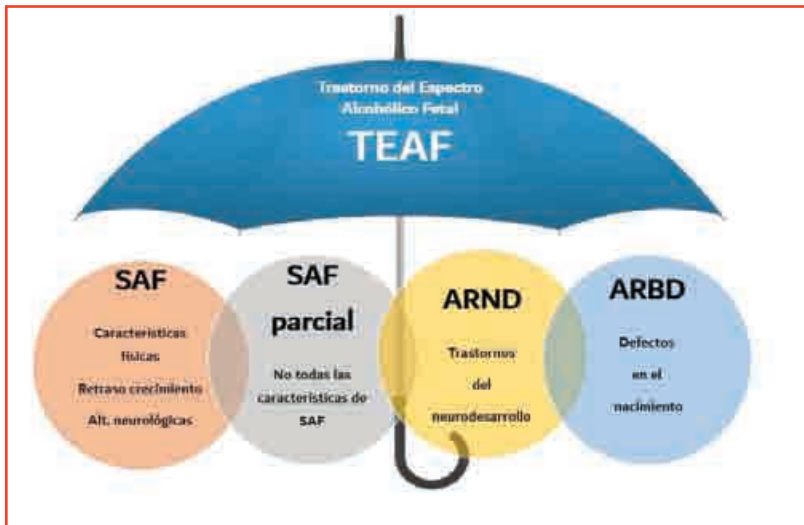 Trastorno del Espectro
Alcohólico Fetal
TEAF
SAF
Características
físicas
Retraso crecimiento
Alt. neurológicas
SAF
parcial
No todas las
características de
SAF
ARND
Trastornos
del
neurodesarrollo
ARBD
Defectos
en el
nacimiento